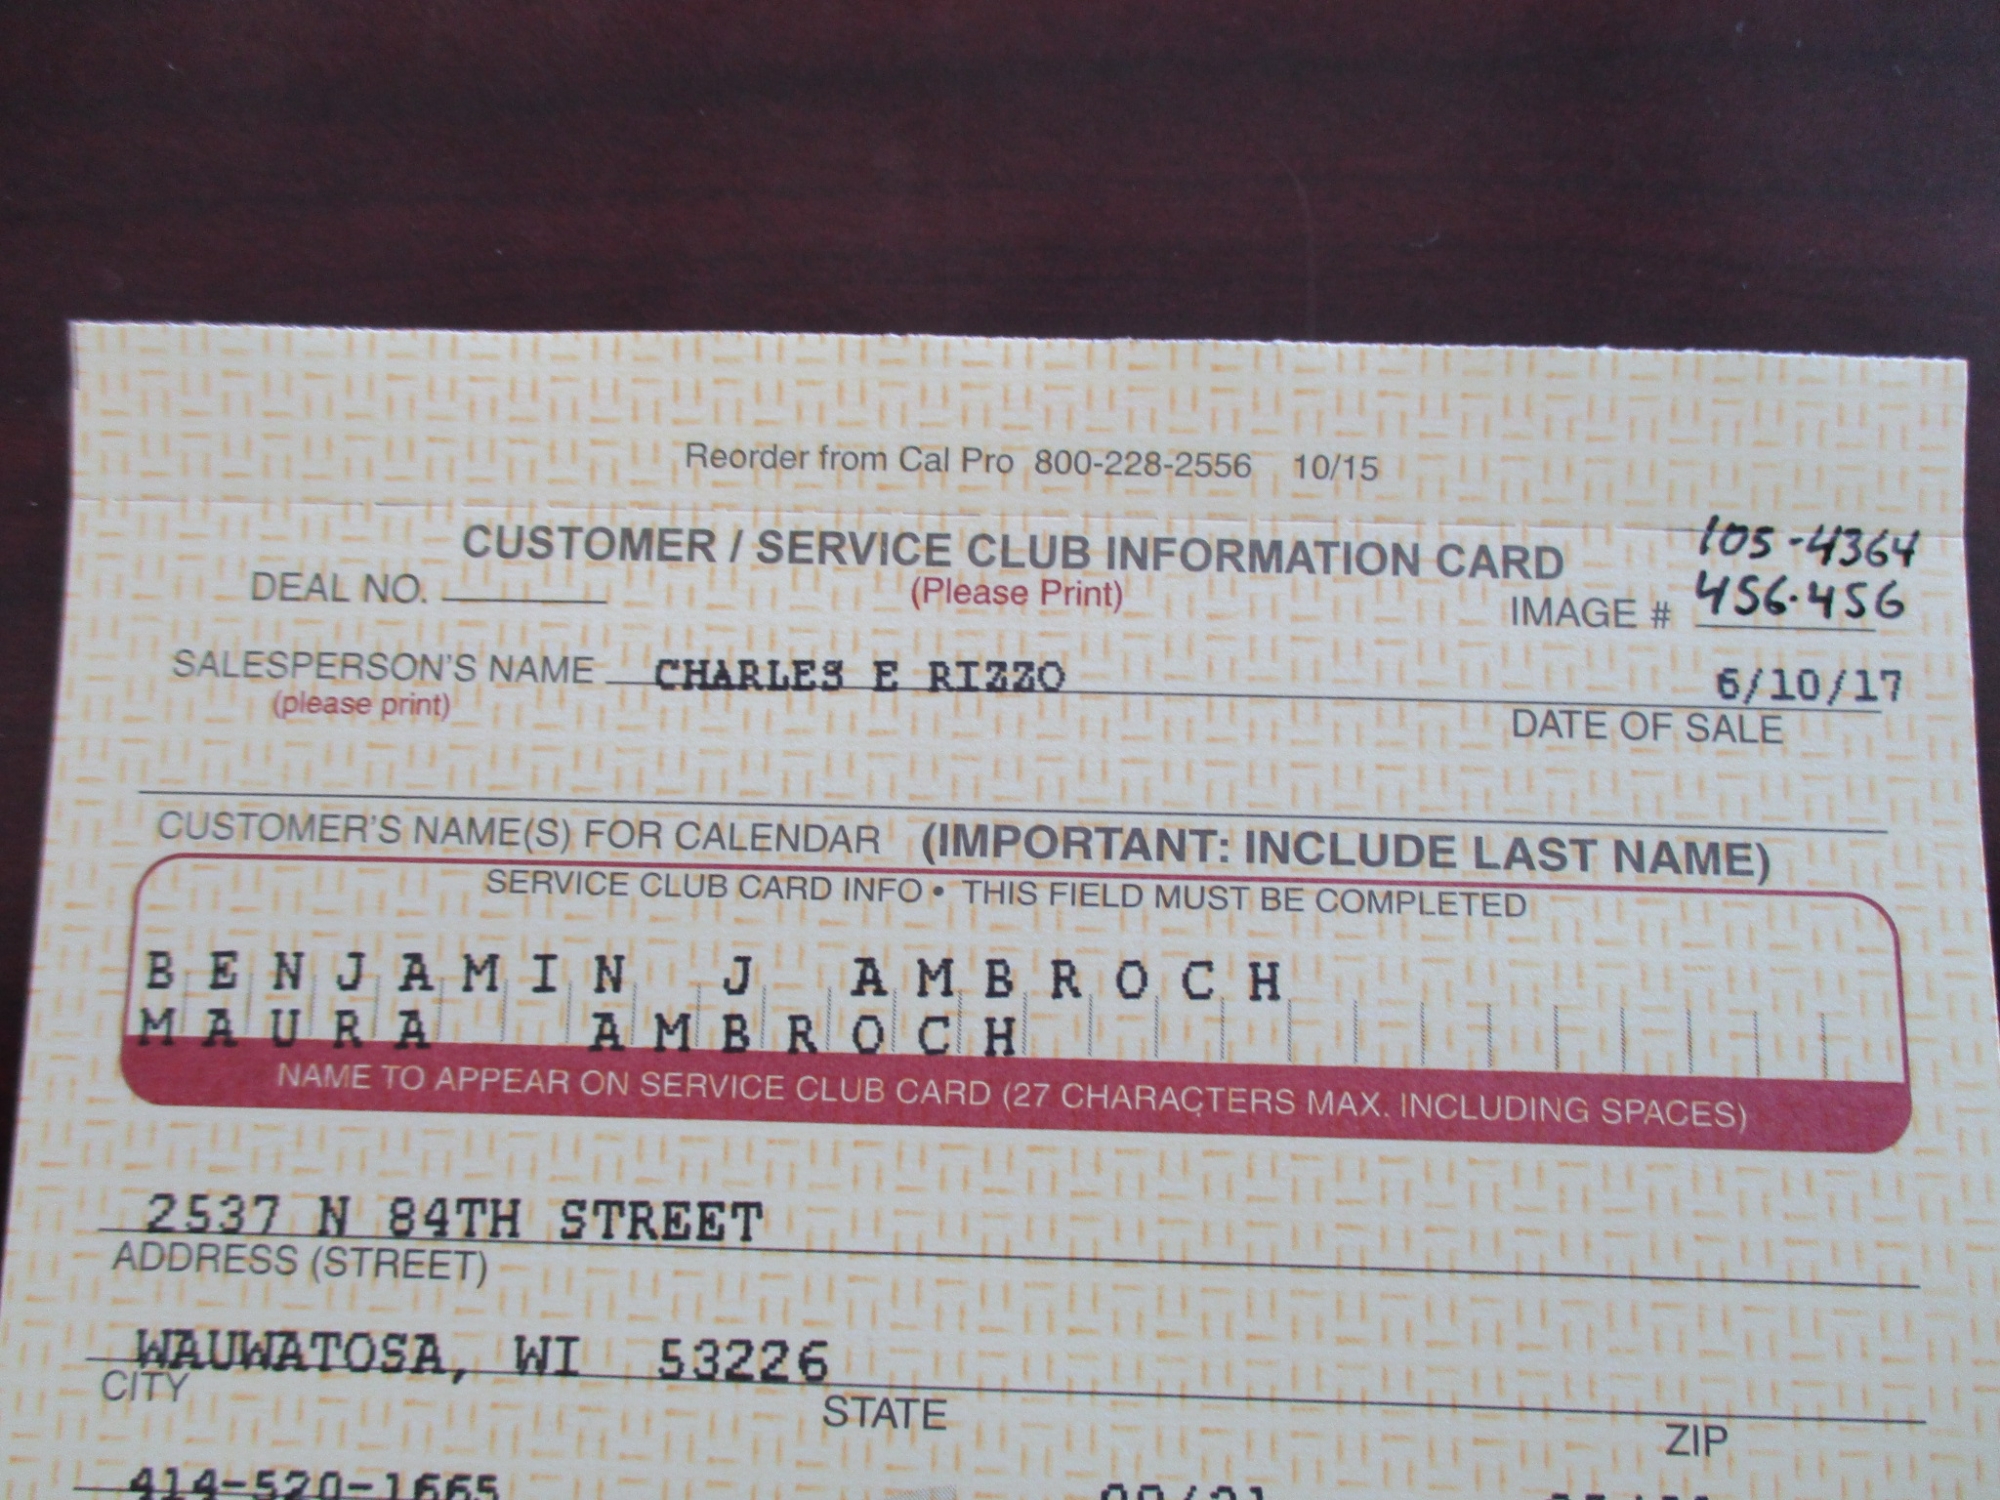 Reorder from Cal Pro 800-228-2556 10/15
CUSTOMER / SERVICE CLUB INFORMATION CARD
105-4364
DEAL NO.
(Please Print)
IMAGE # 456-456
SALESPERSON'S NAME CHARLES E RIZZO
6/10/17
(please print)
DATE OF SALE
CUSTOMER'S NAME(S) FOR CALENDAR (IMPORTANT: INCLUDE LAST NAME)
SERVICE CLUB CARD INFO • THIS FIELD MUST BE COMPLETED
BENJAMIN J AMBROCH
MAURA AMBROCH
NAME TO APPEAR ON SERVICE CLUB CARD (27 CHARACTERS MAX. INCLUDING SPACES)
2537 N 84TH STREET
ADDRESS (STREET)
WAUWATOSA, WI 53226
CITY STATE ZIP
414-520-1665